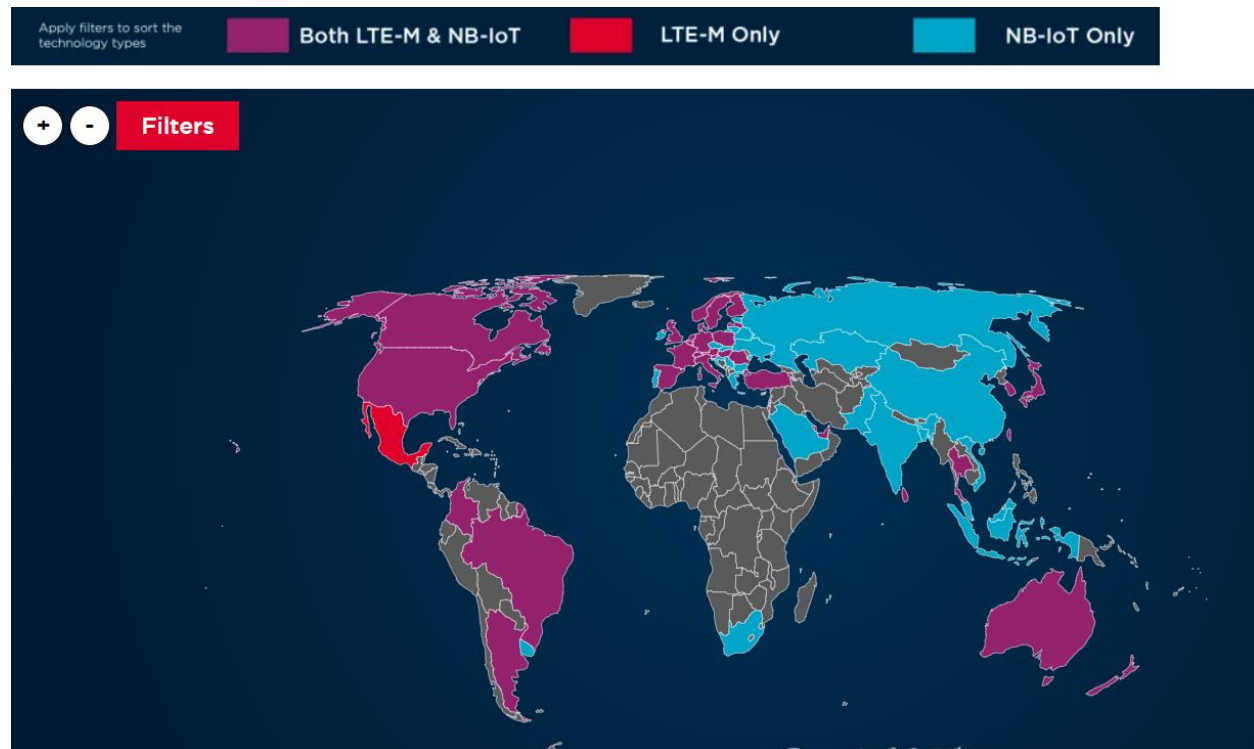 Apply filters to sort the
technology types
Both LTE-M & NB-IoT
LTE-M Only
NB-IoT Only
+
-
Filters